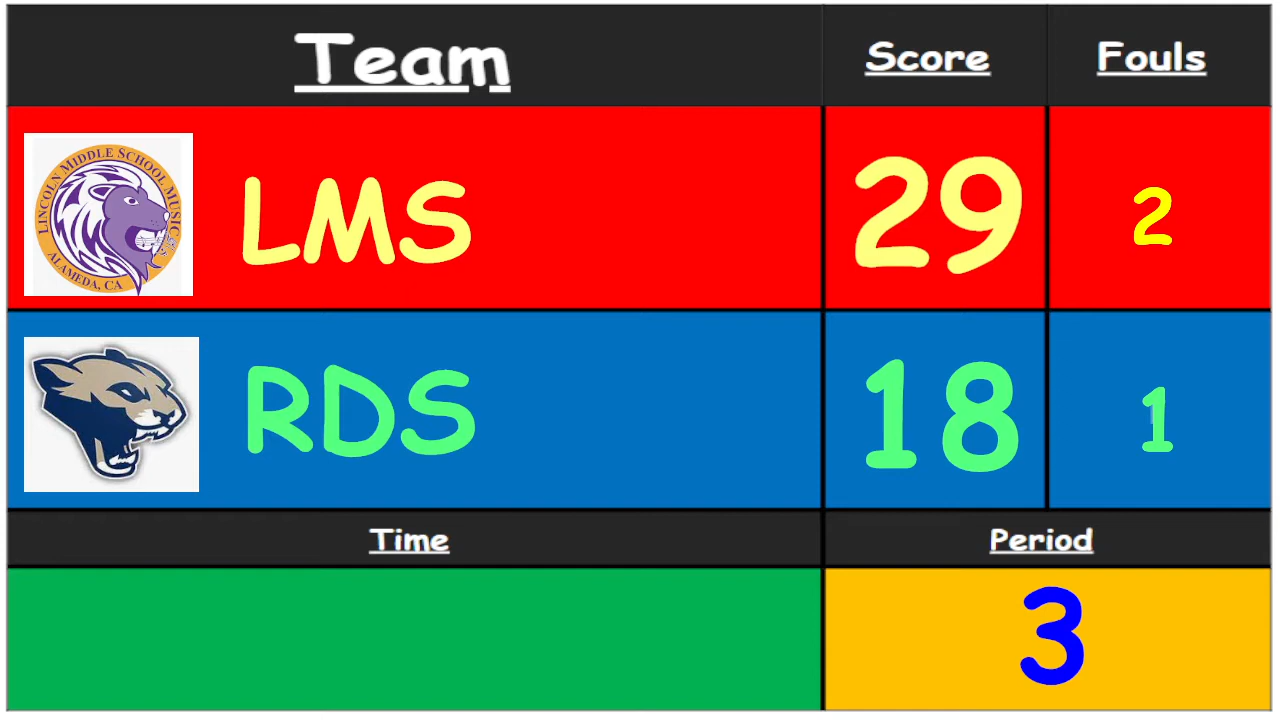 Team Score Fouls
LINCOLN MIDDLE SCHOOL MUSIC
ALAMEDA, CA
LMS 29 2
RDS 18 1
Time Period
3